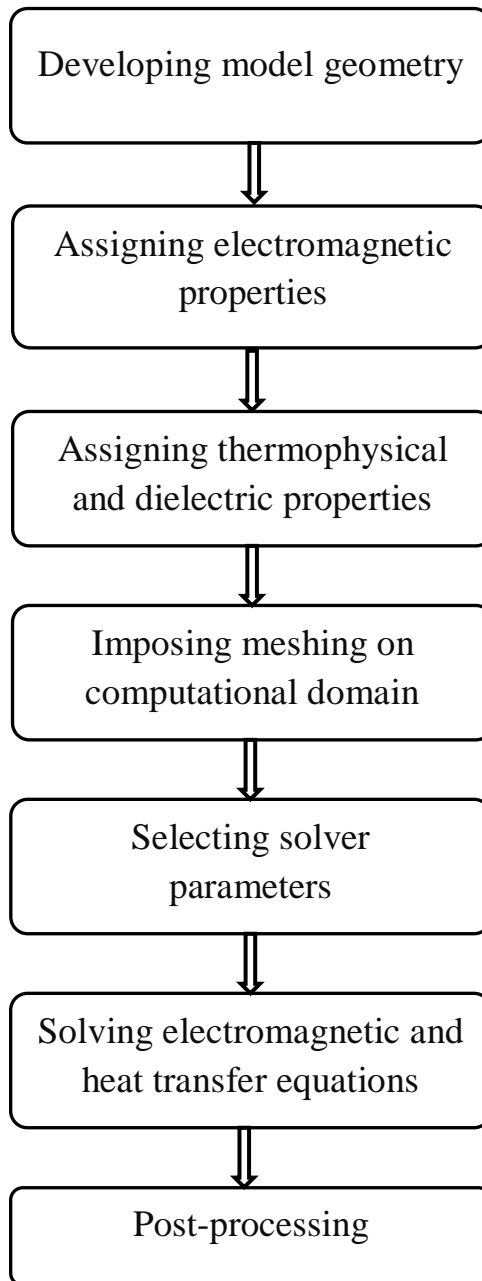 Developing model geometry
Assigning electromagnetic
properties
Assigning thermophysical
and dielectric properties
Imposing meshing on
computational domain
Selecting solver
parameters
Solving electromagnetic and
heat transfer equations
Post-processing